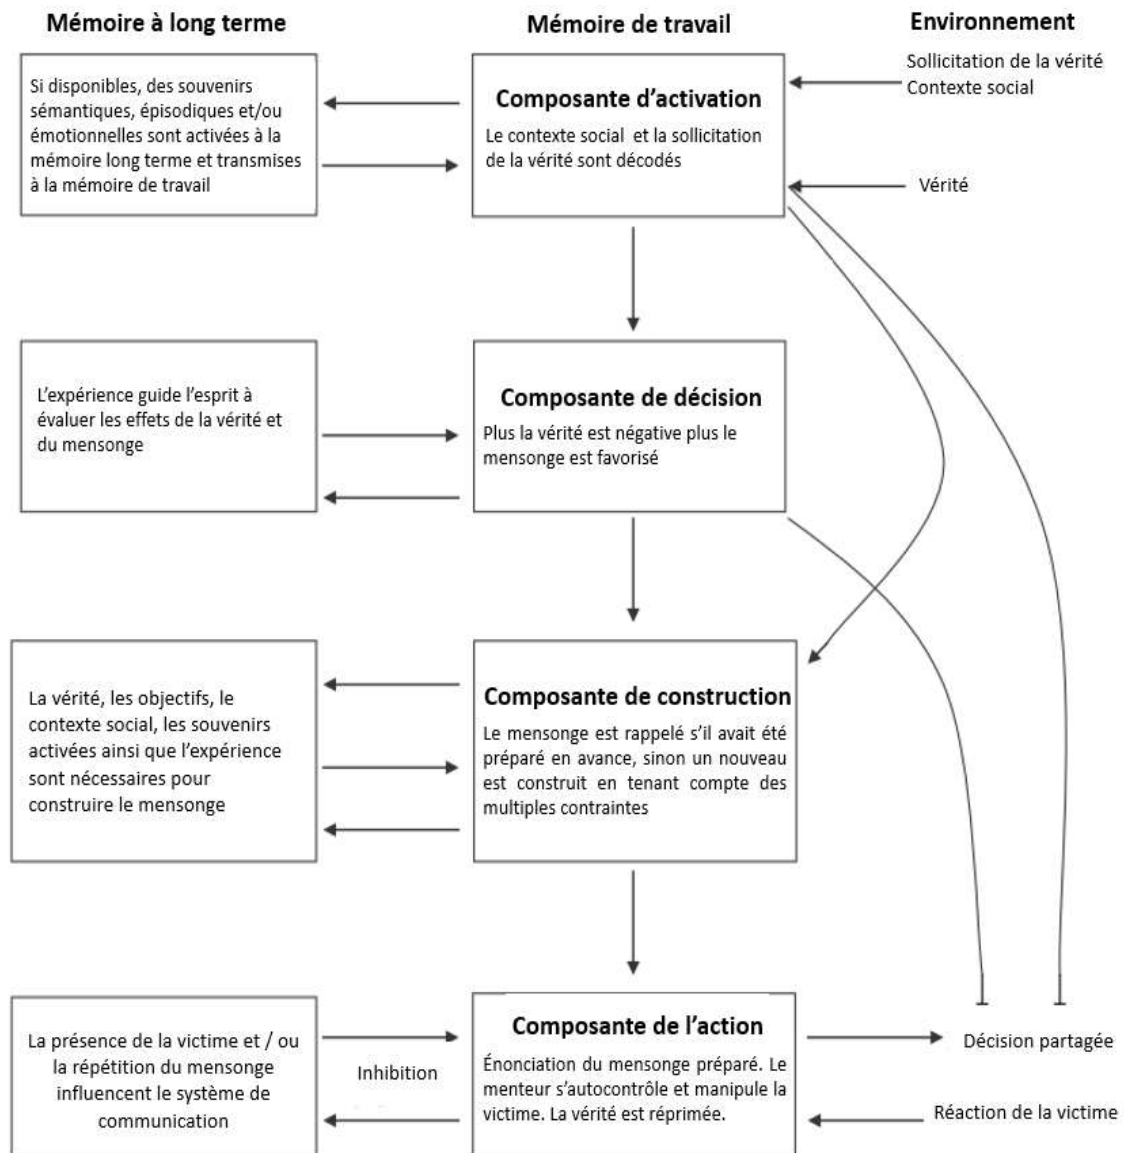 Mémoire à long terme
Mémoire de travail
Environnement
Si disponibles, des souvenirs
sémantiques, épisodiques et/ou
émotionnelles sont activées à la
mémoire long terme et transmises
à la mémoire de travail
Composante d’activation
Le contexte social et la sollicitation
de la vérité sont décodés
Sollicitation de la vérité
Contexte social
Vérité
L’expérience guide l’esprit à
évaluer les effets de la vérité et
du mensonge
Composante de décision
Plus la vérité est négative plus le
mensonge est favorisé
La vérité, les objectifs, le
contexte social, les souvenirs
activées ainsi que l’expérience
sont nécessaires pour
construire le mensonge
Composante de construction
Le mensonge est rappelé s’il avait été
préparé en avance, sinon un nouveau
est construit en tenant compte des
multiples contraintes
La présence de la victime et / ou
la répétition du mensonge
influencent le système de
communication
Inhibition
Composante de l’action
Énonciation du mensonge préparé. Le
menteur s’autocontrôle et manipule la
victime. La vérité est réprimée.
Décision partagée
Réaction de la victime